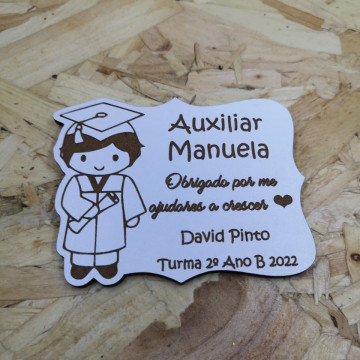 Auxiliar
Manuela
Obrigado por me
ajudares a crescer ❤
David Pinto
Turma 2º Ano B 2022